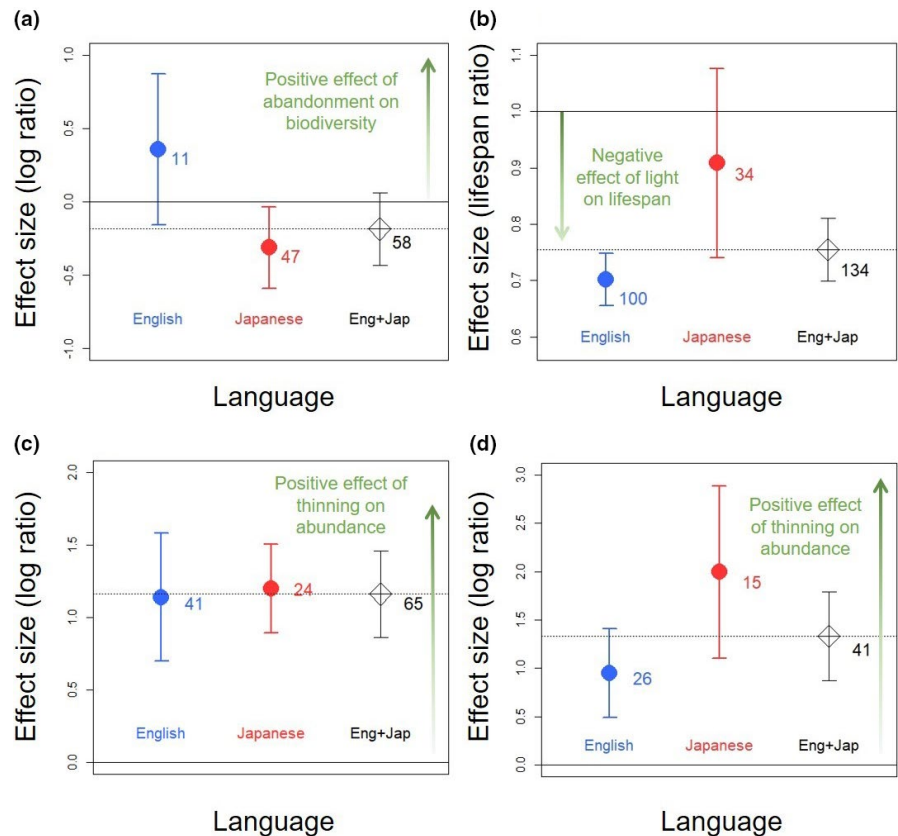 (a)
Effect size (log ratio)
1.0
0.5
0.0
-0.5
-1.0
Positive effect of
abandonment on
biodiversity
11
47
58
English
Japanese
Eng+Jap
Language
(b)
Effect size (lifespan ratio)
1.1
1.0
0.9
0.8
0.7
0.6
Negative
effect of light
on lifespan
34
100
134
English
Japanese
Eng+Jap
Language
(c)
Effect size (log ratio)
2.0
1.5
1.0
0.5
0.0
Positive effect of
thinning on
abundance
41
24
65
English
Japanese
Eng+Jap
Language
(d)
Effect size (log ratio)
3.0
2.5
2.0
1.5
1.0
0.5
0.0
Positive effect
of thinning on
abundance
15
26
41
English
Japanese
Eng+Jap
Language